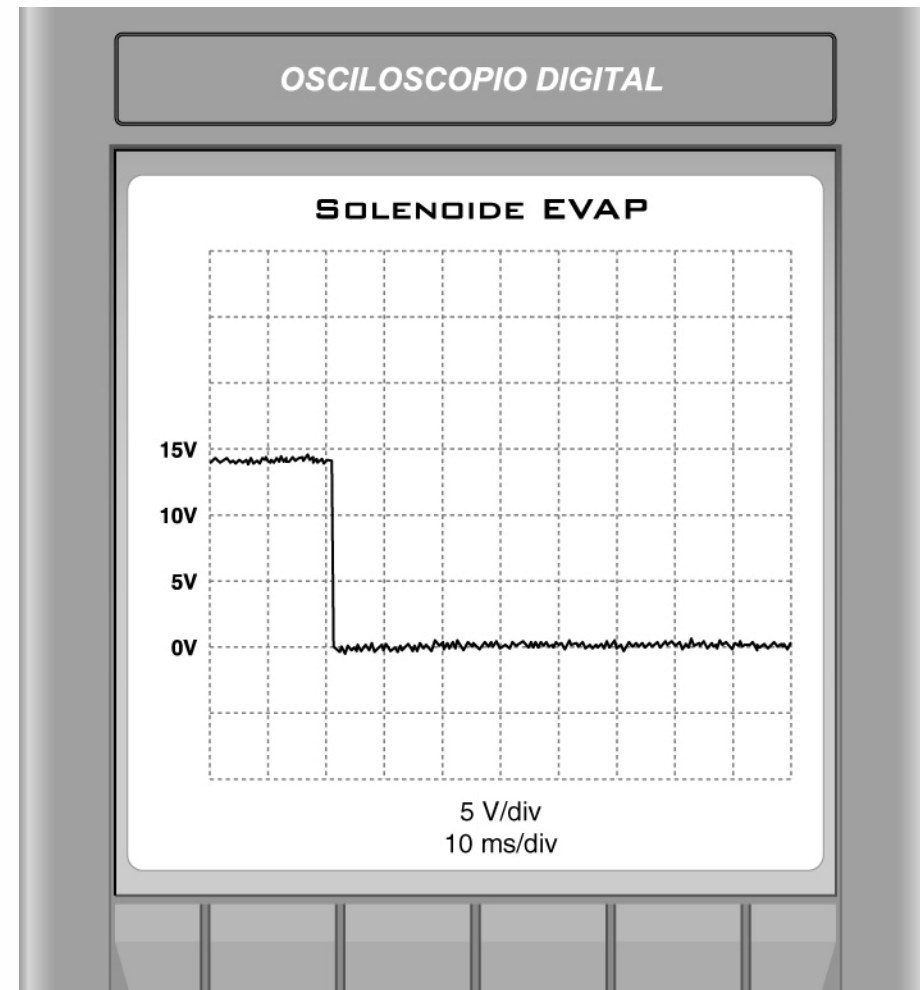 OSCILOSCOPIO DIGITAL
SOLENOIDE EVAP
15V
10V
5V
0V
5 V/div
10 ms/div